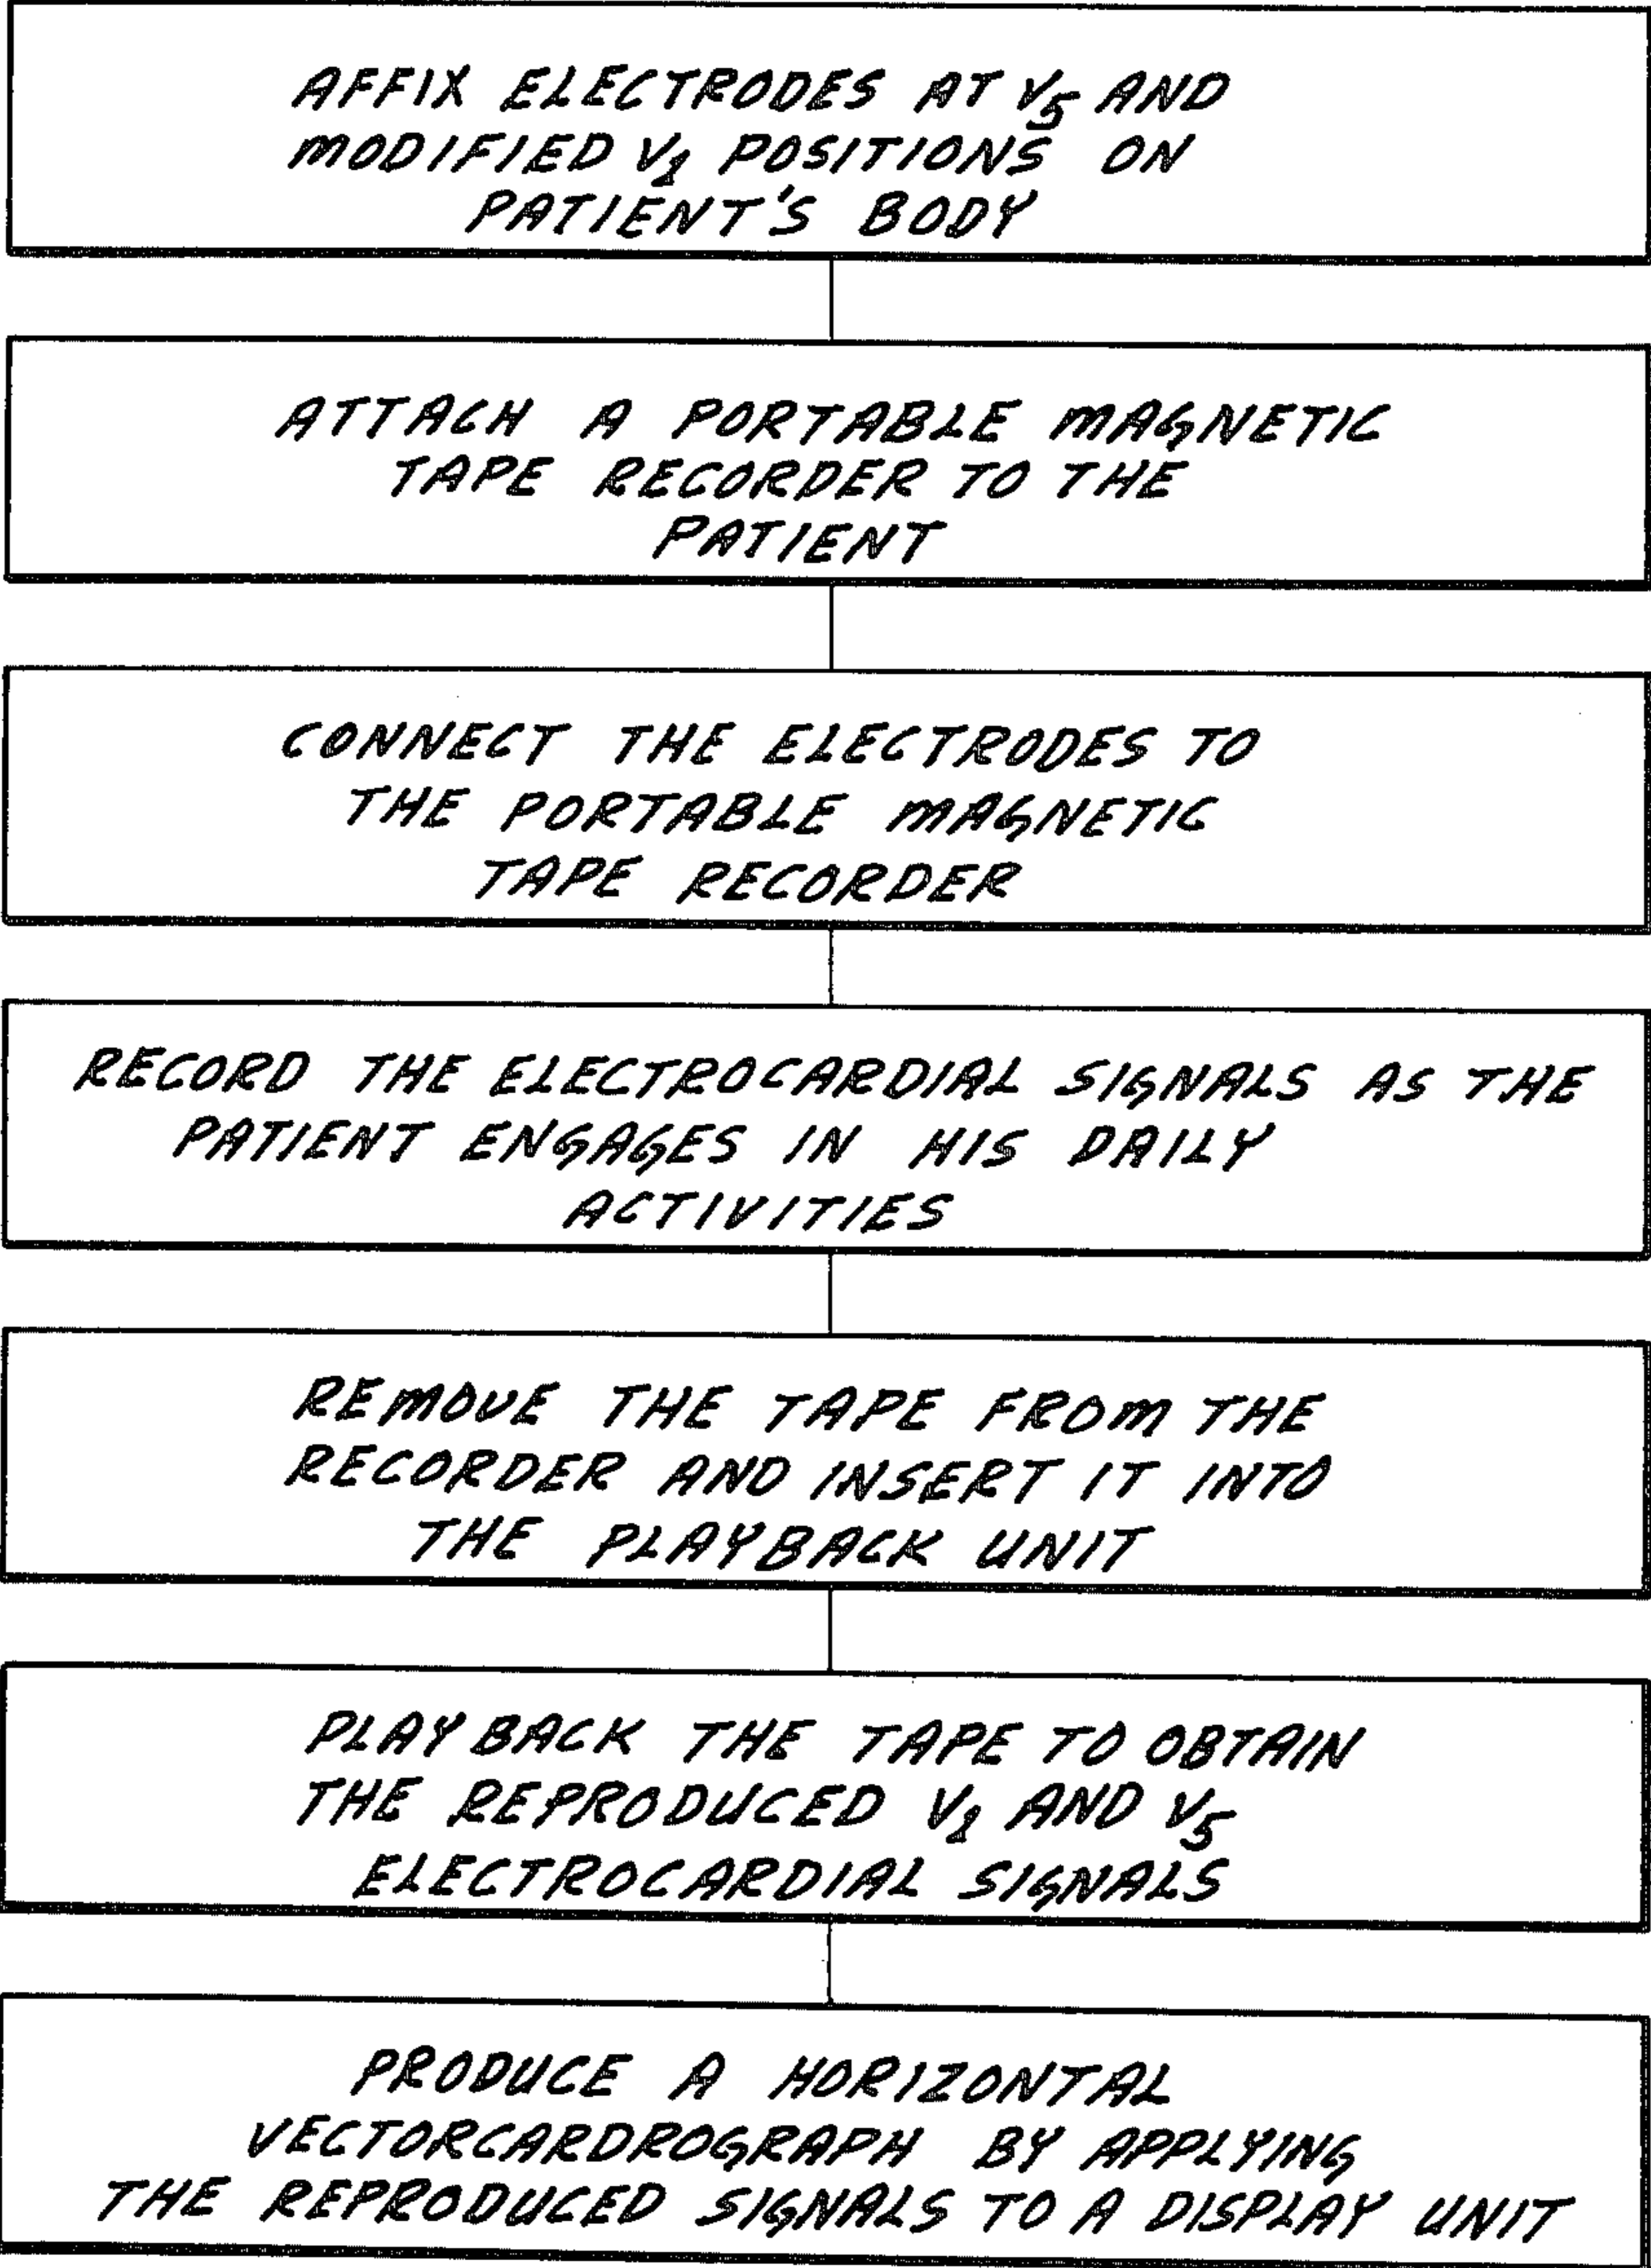 AFFIX ELECTRODES AT V5 AND
MODIFIED V1 POSITIONS ON
PATIENT'S BODY
ATTACH A PORTABLE MAGNETIC
TAPE RECORDER TO THE
PATIENT
CONNECT THE ELECTRODES TO
THE PORTABLE MAGNETIC
TAPE RECORDER
RECORD THE ELECTROCARDIAL SIGNALS AS THE
PATIENT ENGAGES IN HIS DAILY
ACTIVITIES
REMOVE THE TAPE FROM THE
RECORDER AND INSERT IT INTO
THE PLAYBACK UNIT
PLAYBACK THE TAPE TO OBTAIN
THE REPRODUCED V1 AND V5
ELECTROCARDIAL SIGNALS
PRODUCE A HORIZONTAL
VECTORCARDROGRAPH BY APPLYING
THE REPRODUCED SIGNALS TO A DISPLAY UNIT